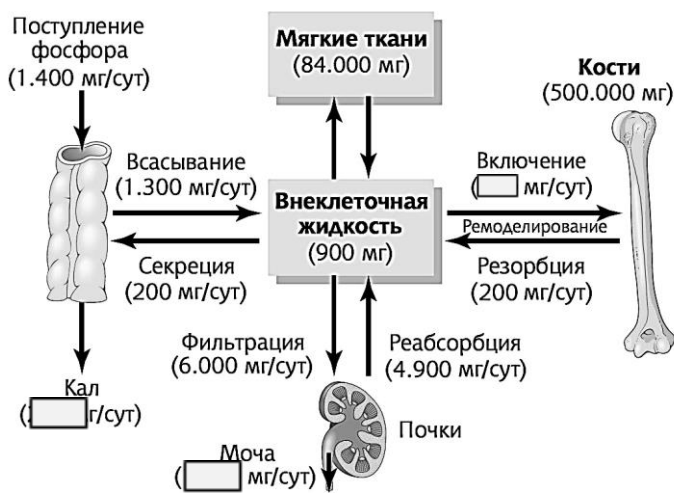 Поступление
фосфора
(1.400 мг/сут)
Мягкие ткани
(84.000 мг)
Кости
(500.000 мг)
Всасывание
(1.300 мг/сут)
Включение
( мг/сут)
Внеклеточная
жидкость
(900 мг)
Ремоделирование
Секреция
(200 мг/сут)
Резорбция
(200 мг/сут)
Фильтрация
(6.000 мг/сут)
Реабсорбция
(4.900 мг/сут)
Кал
г/сут)
Почки
Моча
( мг/сут)